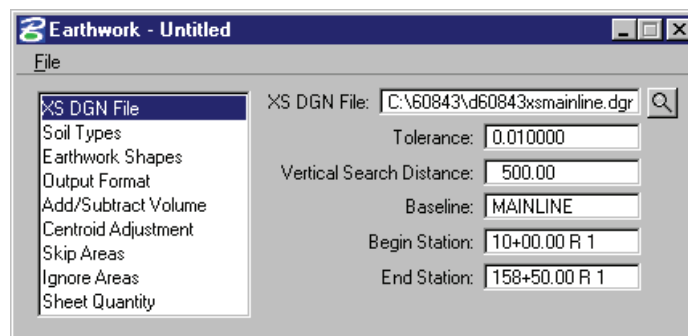 Earthwork - Untitled
File
XS DGN File
Soil Types
Earthwork Shapes
Output Format
Add/Subtract Volume
Centroid Adjustment
Skip Areas
Ignore Areas
Sheet Quantity
XS DGN File: C:\60843\d60843xsmainline.dgr
Tolerance: 0.010000
Vertical Search Distance: 500.00
Baseline: MAINLINE
Begin Station: 10+00.00 R 1
End Station: 158+50.00 R 1